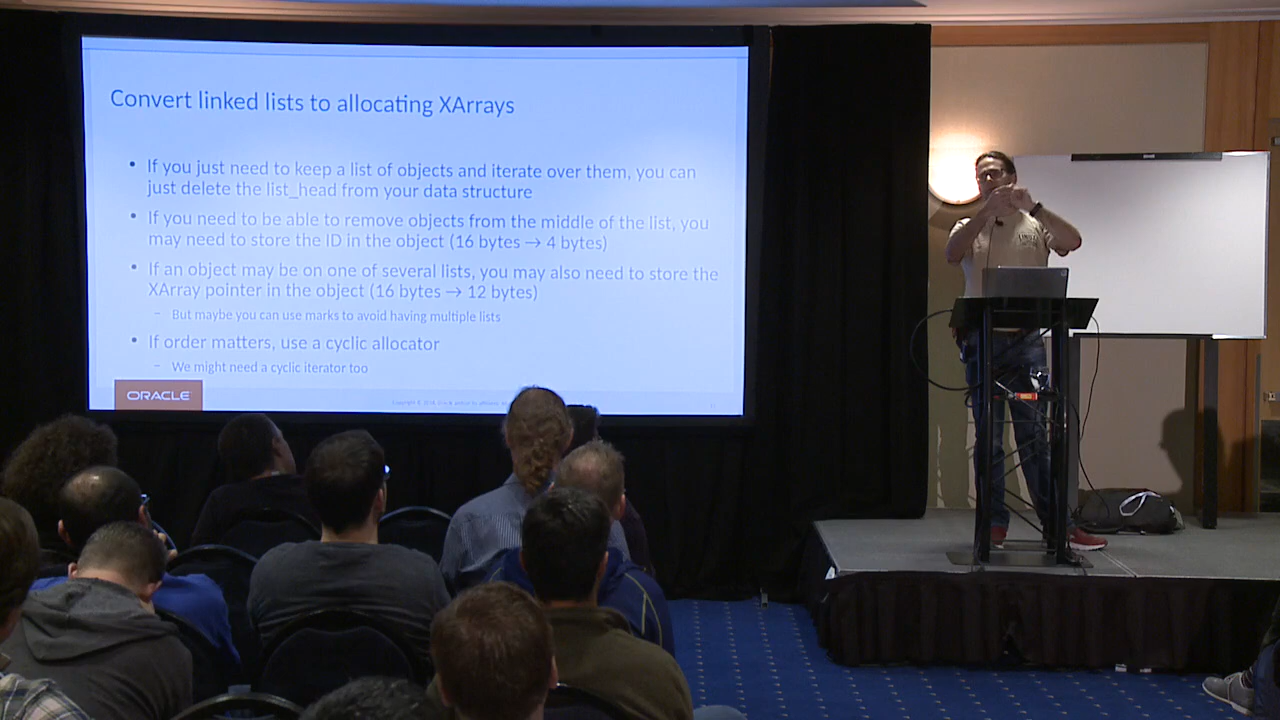 Convert linked lists to allocating XArrays
• If you just need to keep a list of objects and iterate over them, you can
just delete the list_head from your data structure
• If you need to be able to remove objects from the middle of the list, you
may need to store the ID in the object (16 bytes → 4 bytes)
• If an object may be on one of several lists, you may also need to store the
XArray pointer in the object (16 bytes → 12 bytes)
– But maybe you can use marks to avoid having multiple lists
• If order matters, use a cyclic allocator
– We might need a cyclic iterator too
ORACLE